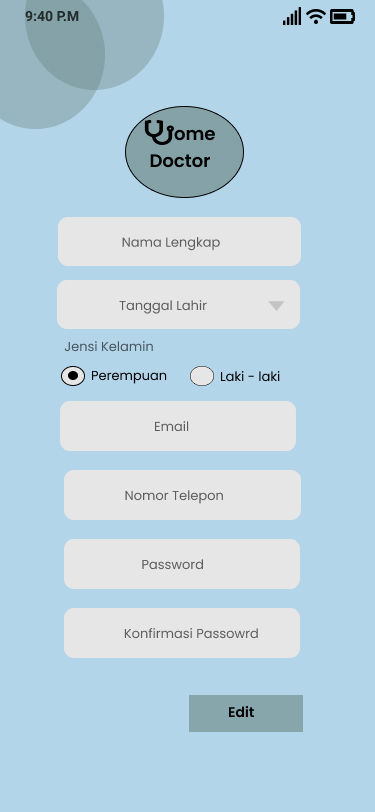 9:40 P.M
ome
Doctor
Nama Lengkap
Tanggal Lahir
Jensi Kelamin
Perempuan
Laki - laki
Email
Nomor Telepon
Password
Konfirmasi Passowrd
Edit